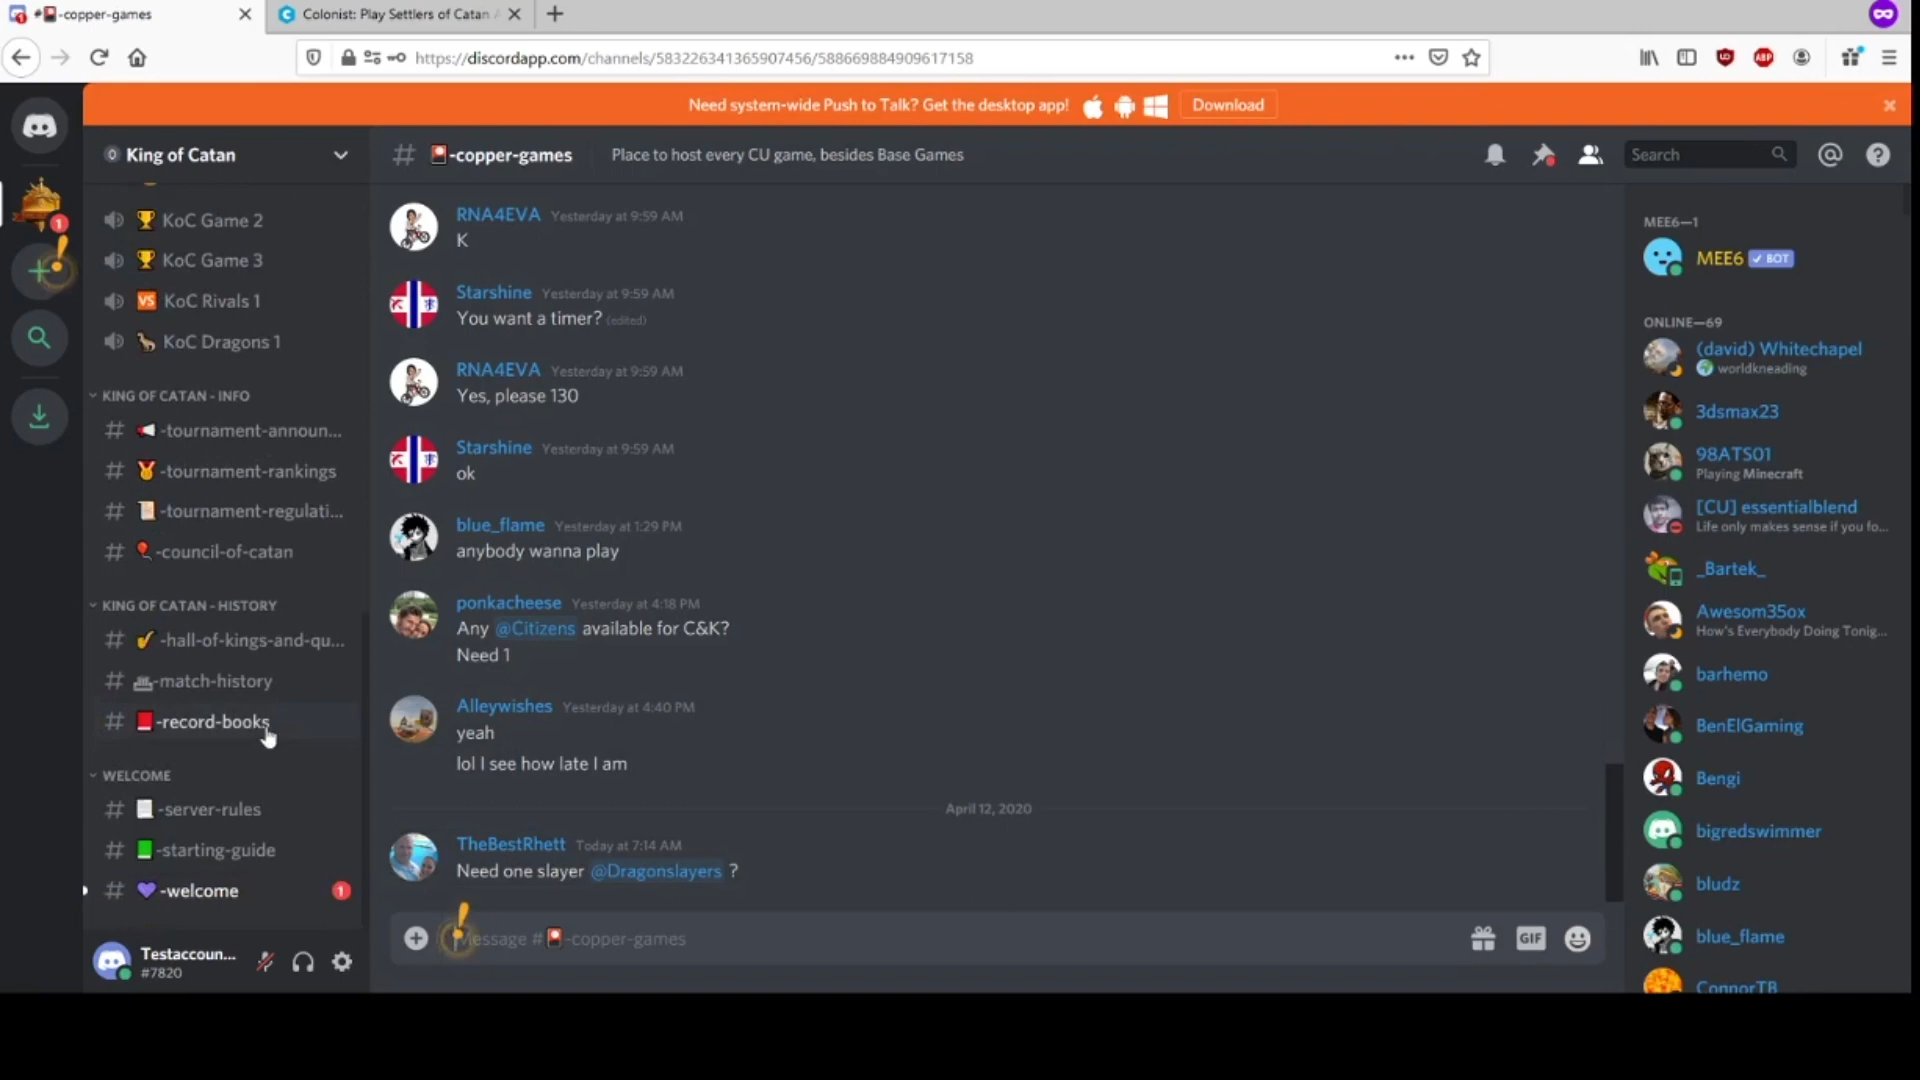 #🎴-copper-games
Colonist: Play Settlers of Catan A
https://discordapp.com/channels/583226341365907456/588669884909617158
Need system-wide Push to Talk? Get the desktop app!
Download
King of Catan
KoC Game 2
KoC Game 3
VS KoC Rivals 1
KoC Dragons 1
KING OF CATAN - INFO
# -tournament-announ...
# -tournament-rankings
# -tournament-regulati...
# -council-of-catan
KING OF CATAN - HISTORY
# -hall-of-kings-and-qu...
# -match-history
# -record-books
WELCOME
# -server-rules
# -starting-guide
# -welcome 1
Testaccoun...
#7820
# -copper-games
Place to host every CU game, besides Base Games
Search
RNA4EVA Yesterday at 9:59 AM
K
Starshine Yesterday at 9:59 AM
You want a timer? (edited)
RNA4EVA Yesterday at 9:59 AM
Yes, please 130
Starshine Yesterday at 9:59 AM
ok
blue_flame Yesterday at 1:29 PM
anybody wanna play
ponkacheese Yesterday at 4:18 PM
Any @Citizens available for C&K?
Need 1
Alleywishes Yesterday at 4:40 PM
yeah
lol I see how late I am
April 12, 2020
TheBestRhett Today at 7:14 AM
Need one slayer @Dragonslayers ?
Message # -copper-games
GIF
MEE6—1
MEE6 ✓ BOT
ONLINE—69
(david) Whitechapel
worldkneading
3dsmax23
98ATS01
Playing Minecraft
[CU] essentialblend
Life only makes sense if you fo...
_Bartek_
Awesom35ox
How's Everybody Doing Tonig...
barhemo
BenElGaming
Bengi
bigredswimmer
bludz
blue_flame
ConnorTB